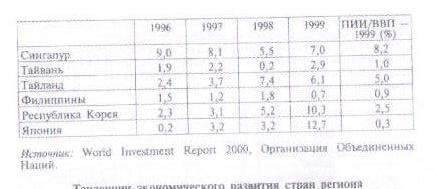 1996 1997 1998 1999 ПИИ/ВВП – 1999 (%)
Сингапур 9,0 8,1 5,5 7,0 8,2
Тайвань 1,9 2,2 0,2 2,9 1,0
Тайланд 2,4 3,7 7,4 6,1 5,0
Филиппины 1,5 1,2 1,8 0,7 0,9
Республика Корея 2,3 3,1 5,2 10,3 2,5
Япония 0,2 3,2 3,2 12,7 0,3
Источник: World Investment Report 2000, Организация Объединенных
Наций.
Тенденции экономического развития стран региона